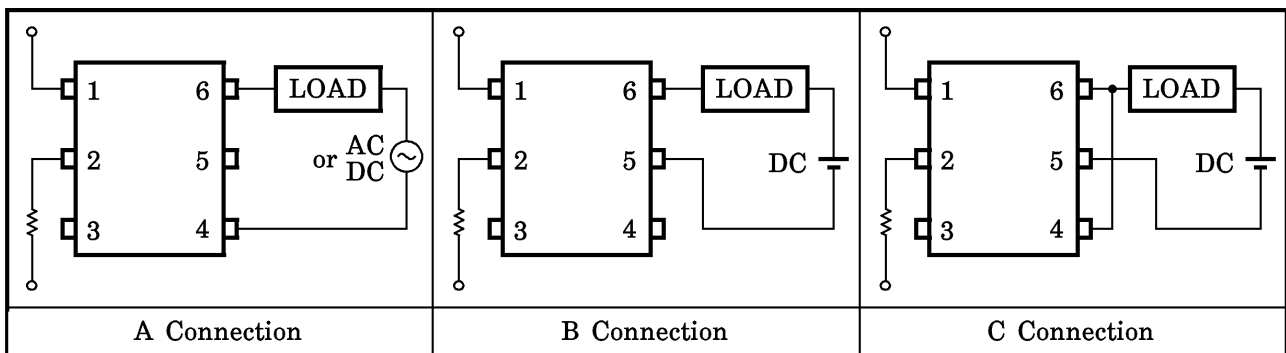 1 6 LOAD
2 5 or AC
DC
3 4
A Connection
1 6 LOAD
2 5 DC
3 4
B Connection
1 6 LOAD
2 5 DC
3 4
C Connection